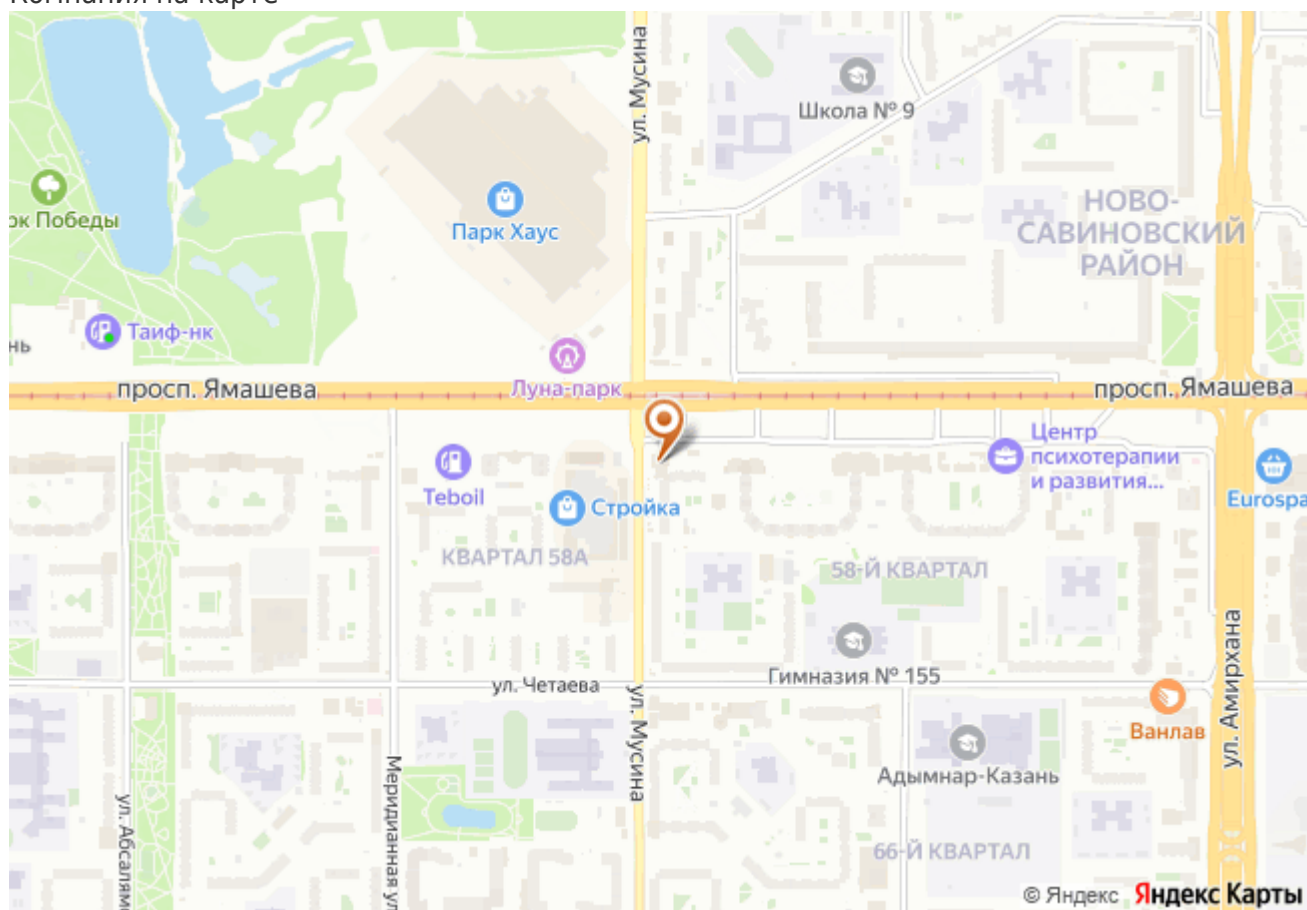 Компания на карте
ул. Мусина
Школа № 9
рк Победы
Парк Хаус
НОВО-
САВИНОВСКИЙ
РАЙОН
Таиф-нк
нь
Луна-парк
просп. Ямашева
просп. Ямашева
Teboil
Стройка
Центр
психотерапии
и развития...
Eurospa
КВАРТАЛ 58А
58-Й КВАРТАЛ
Гимназия № 155
ул. Четаева
ул. Мусина
ул. Амирхана
Ванлав
Адымнар-Казань
ул. Абсалям
Меридианная ул
66-Й КВАРТАЛ
© Яндекс Яндекс Карты